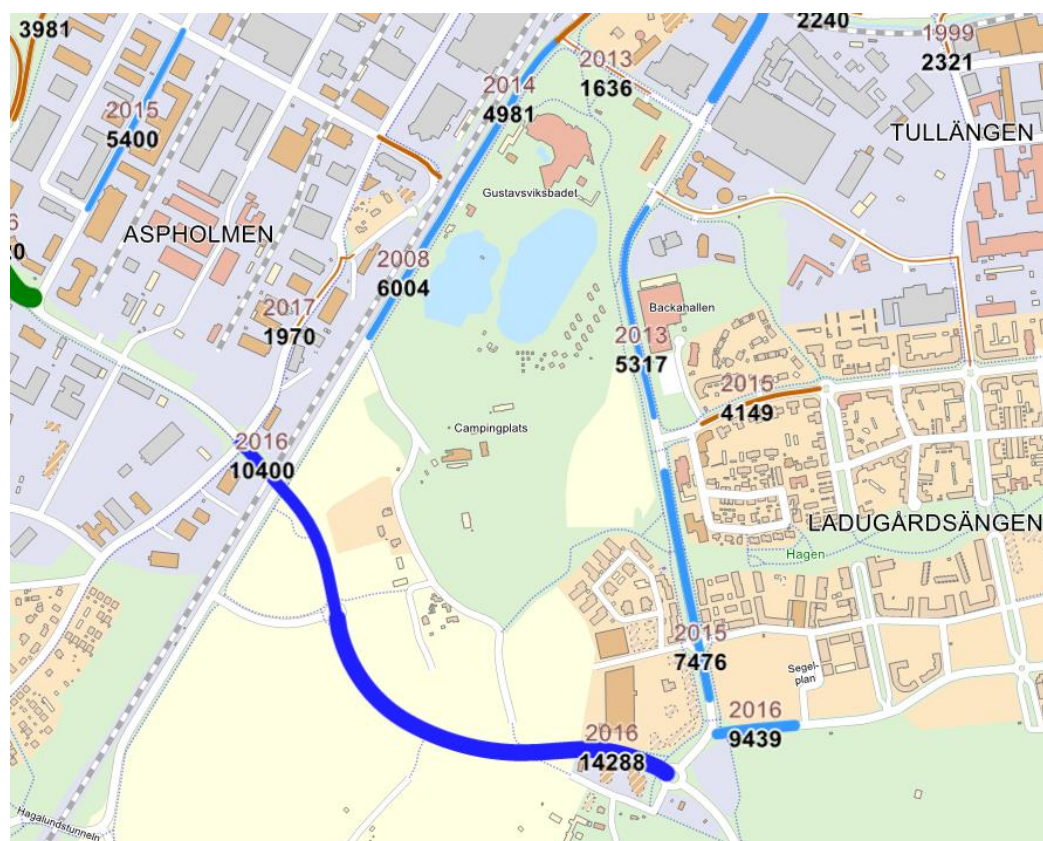 3981
2240
1999
2321
2013
1636
2014
4981
2015
5400
TULLÄNGEN
Gustavsviksbadet
ASPHOLMEN
2008
6004
2017
1970
Backahallen
2013
5317
2015
4149
Campingplats
2016
10400
LADUGÅRDSÄNGEN
Hagen
2015
7476
Segel-
plan
2016
9439
2016
14288
Hagalundstunneln